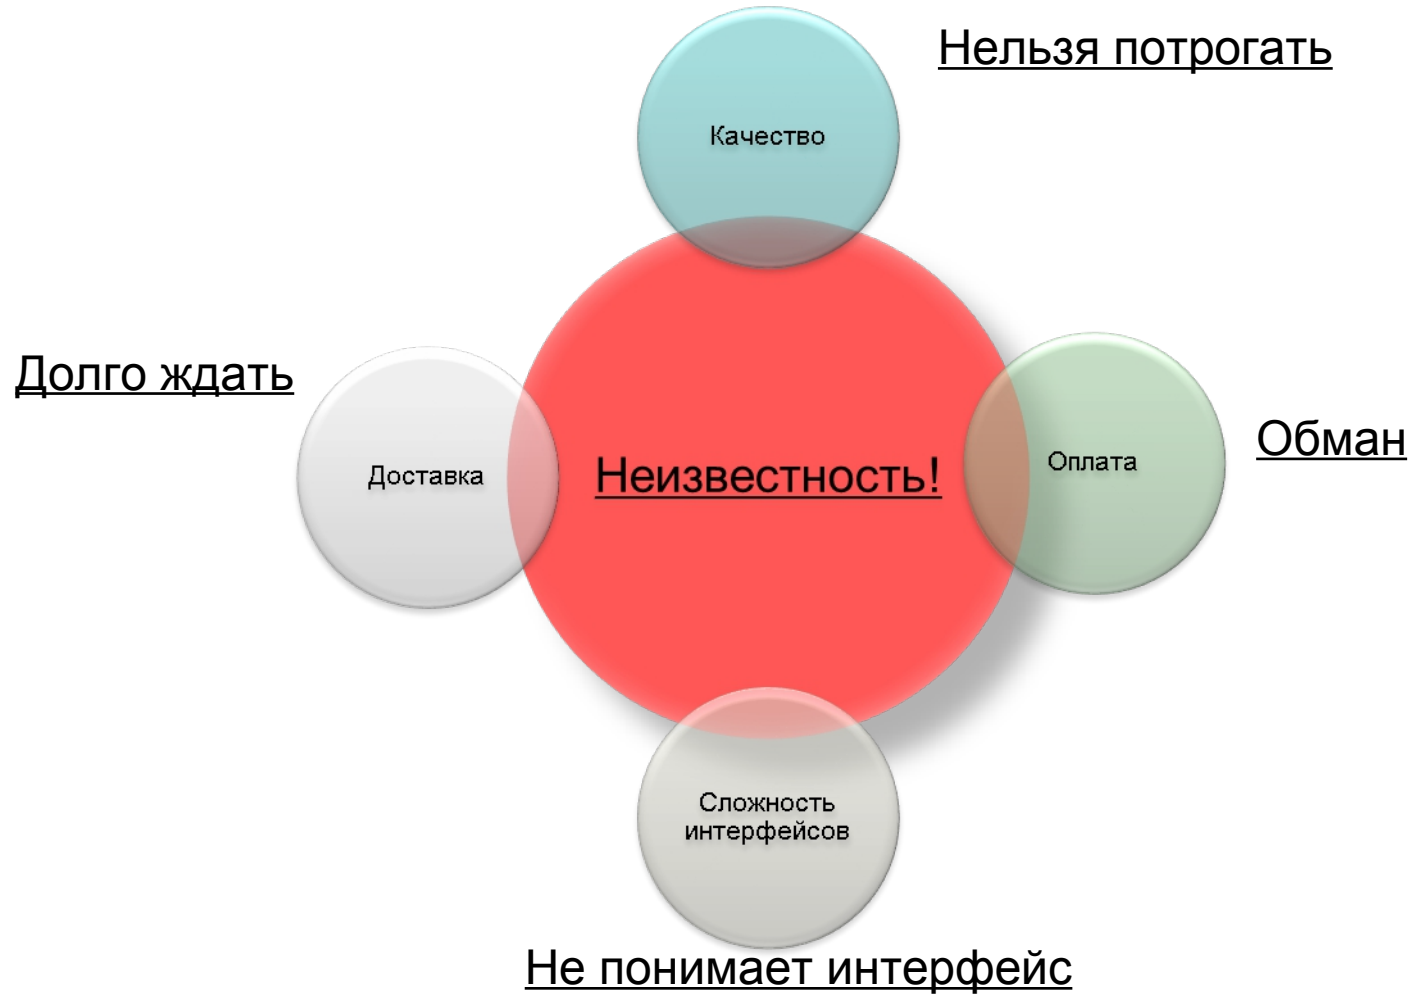 Нельзя потрогать
Качество
Долго ждать
Обман
Доставка
Неизвестность!
Оплата
Сложность
интерфейсов
Не понимает интерфейс